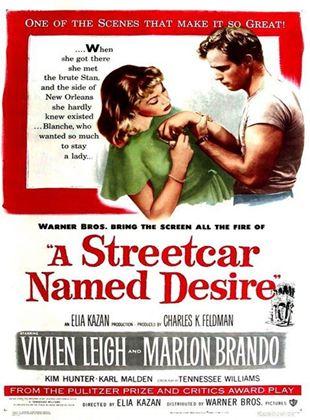 ONE OF THE SCENES THAT MAKE IT SO GREAT!
...When
she got there
she met
the brute Stan,
and the side of
New Orleans
she hardly
knew existed
...Blanche, who
wanted so much
to stay
a lady...
WARNER BROS. BRING THE SCREEN ALL THE FIRE OF
"A STREETCAR
NAMED DESIRE"
AN ELIA KAZAN PRODUCTION · PRODUCED BY CHARLES K. FELDMAN
STARRING
VIVIEN LEIGH AND MARLON BRANDO
KIM HUNTER · KARL MALDEN TENNESSEE WILLIAMS
FROM THE PULITZER PRIZE AND CRITICS AWARD PLAY
DIRECTED BY ELIA KAZAN DISTRIBUTED BY WARNER BROS. PICTURES